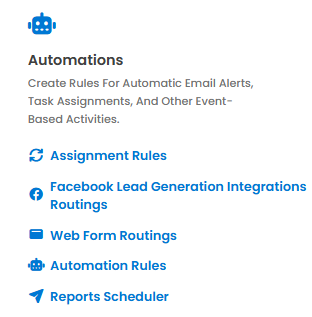 Automations
Create Rules For Automatic Email Alerts,
Task Assignments, And Other Event-
Based Activities.
Assignment Rules
Facebook Lead Generation Integrations
Routings
Web Form Routings
Automation Rules
Reports Scheduler